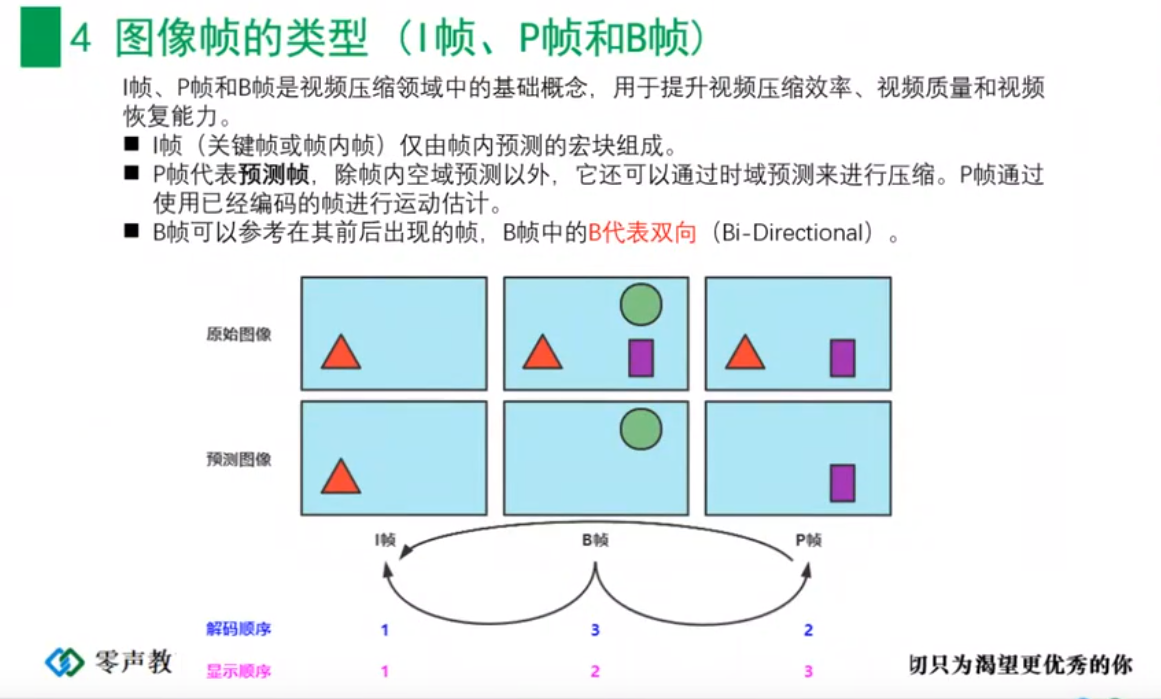 4 图像帧的类型（I帧、P帧和B帧）
I帧、P帧和B帧是视频压缩领域中的基础概念，用于提升视频压缩效率、视频质量和视频
恢复能力。
■ I帧（关键帧或帧内帧）仅由帧内预测的宏块组成。
■ P帧代表预测帧，除帧内空域预测以外，它还可以通过时域预测来进行压缩。P帧通过
使用已经编码的帧进行运动估计。
■ B帧可以参考在其前后出现的帧，B帧中的B代表双向（Bi-Directional）。
原始图像
预测图像
I帧 B帧 P帧
解码顺序 1 3 2
零声教 显示顺序 1 2 3 切只为渴望更优秀的你